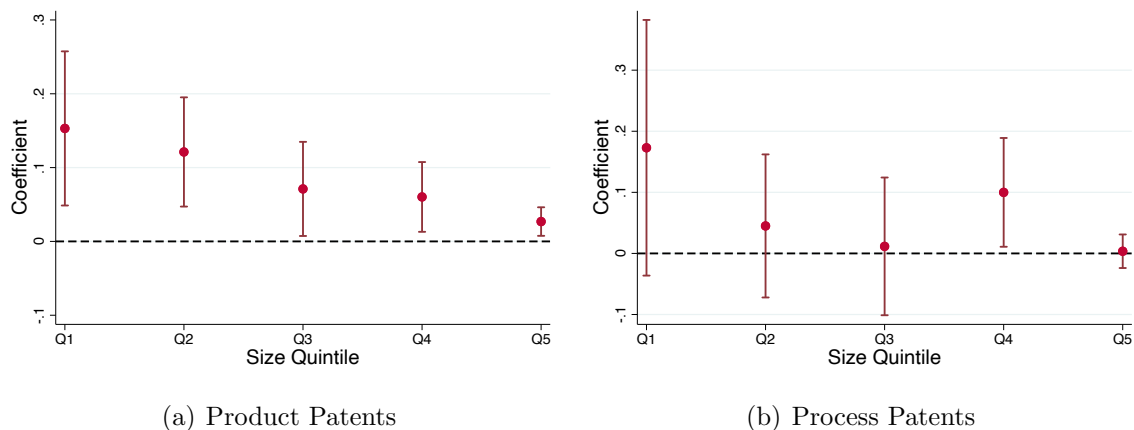 .3
.2
.1
0
-.1
Coefficient
Q1 Q2 Q3 Q4 Q5
Size Quintile
(a) Product Patents
.3
.2
.1
0
-.1
Coefficient
Q1 Q2 Q3 Q4 Q5
Size Quintile
(b) Process Patents